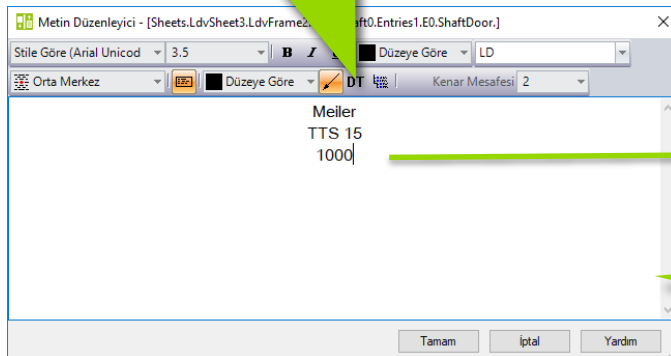 Metin Düzenleyici - [Sheets.LdvSheet3.LdvFrame2 aft0.Entries1.E0.ShaftDoor.]
Stile Göre (Arial Unicod 3.5 B I Düzeye Göre LD
Orta Merkez Düzeye Göre DT Kenar Mesafesi 2
Meiler
TTS 15
1000
Tamam İptal Yardım